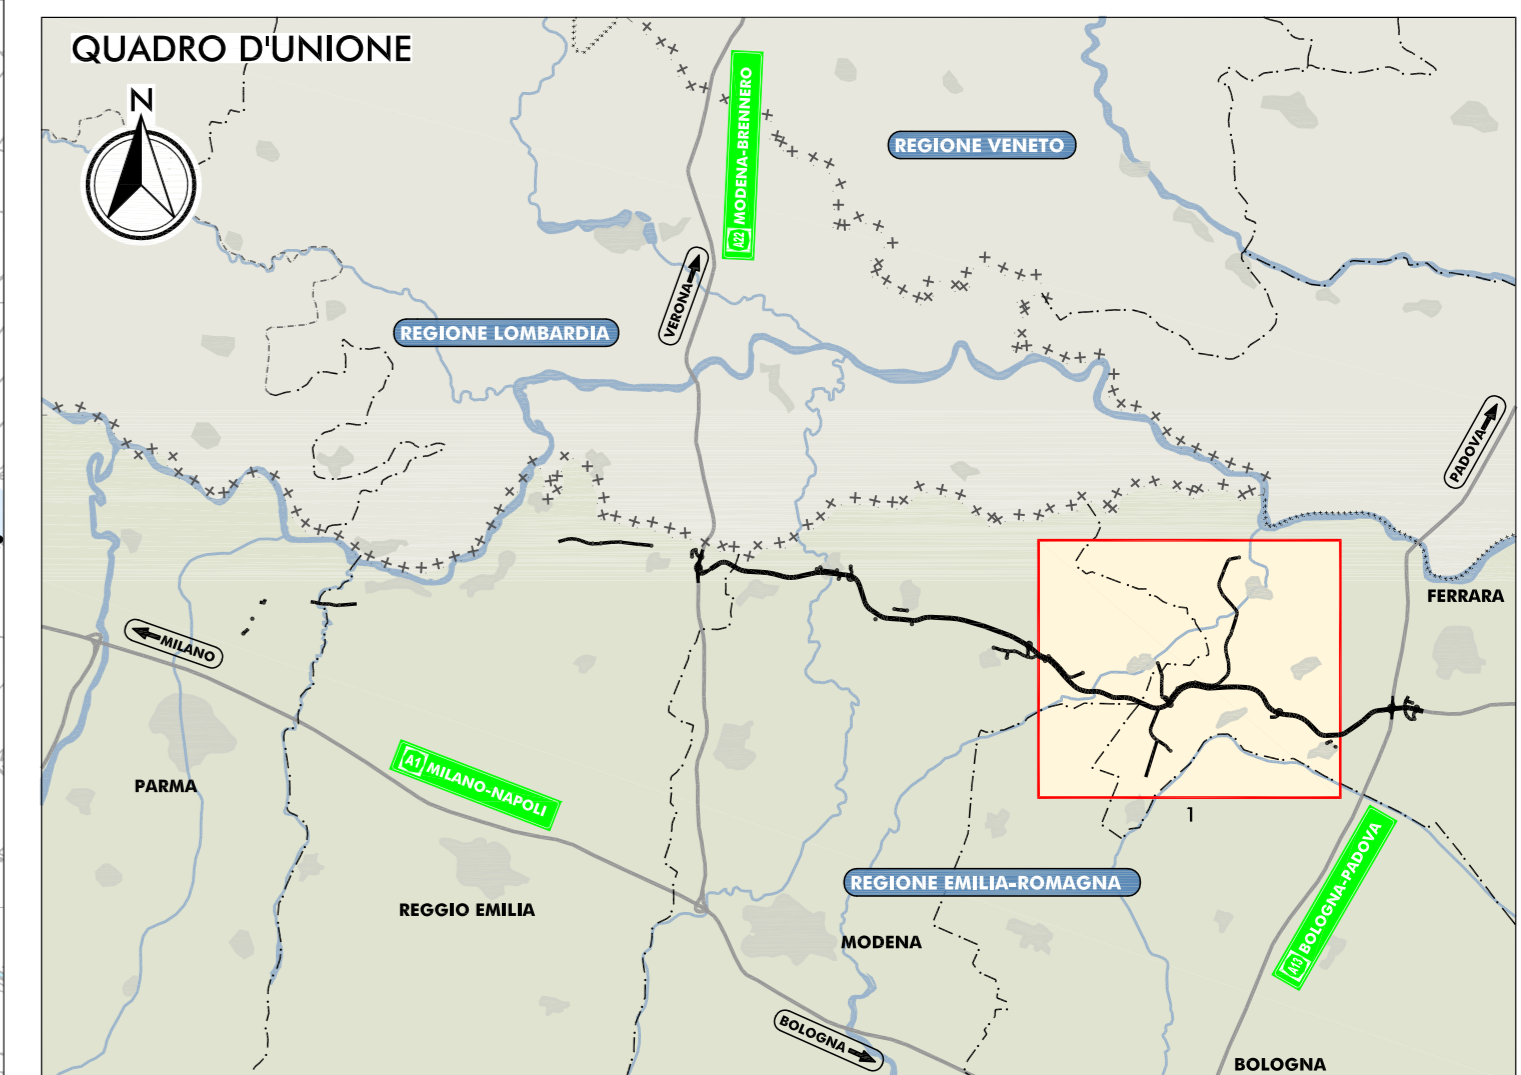 QUADRO D'UNIONE
N
A22 MODENA-BRENNERO
REGIONE VENETO
VERONA
REGIONE LOMBARDIA
PADOVA
FERRARA
MILANO
PARMA
A1 MILANO-NAPOLI
1
REGIONE EMILIA-ROMAGNA
A13 BOLOGNA-PADOVA
REGGIO EMILIA
MODENA
BOLOGNA
BOLOGNA